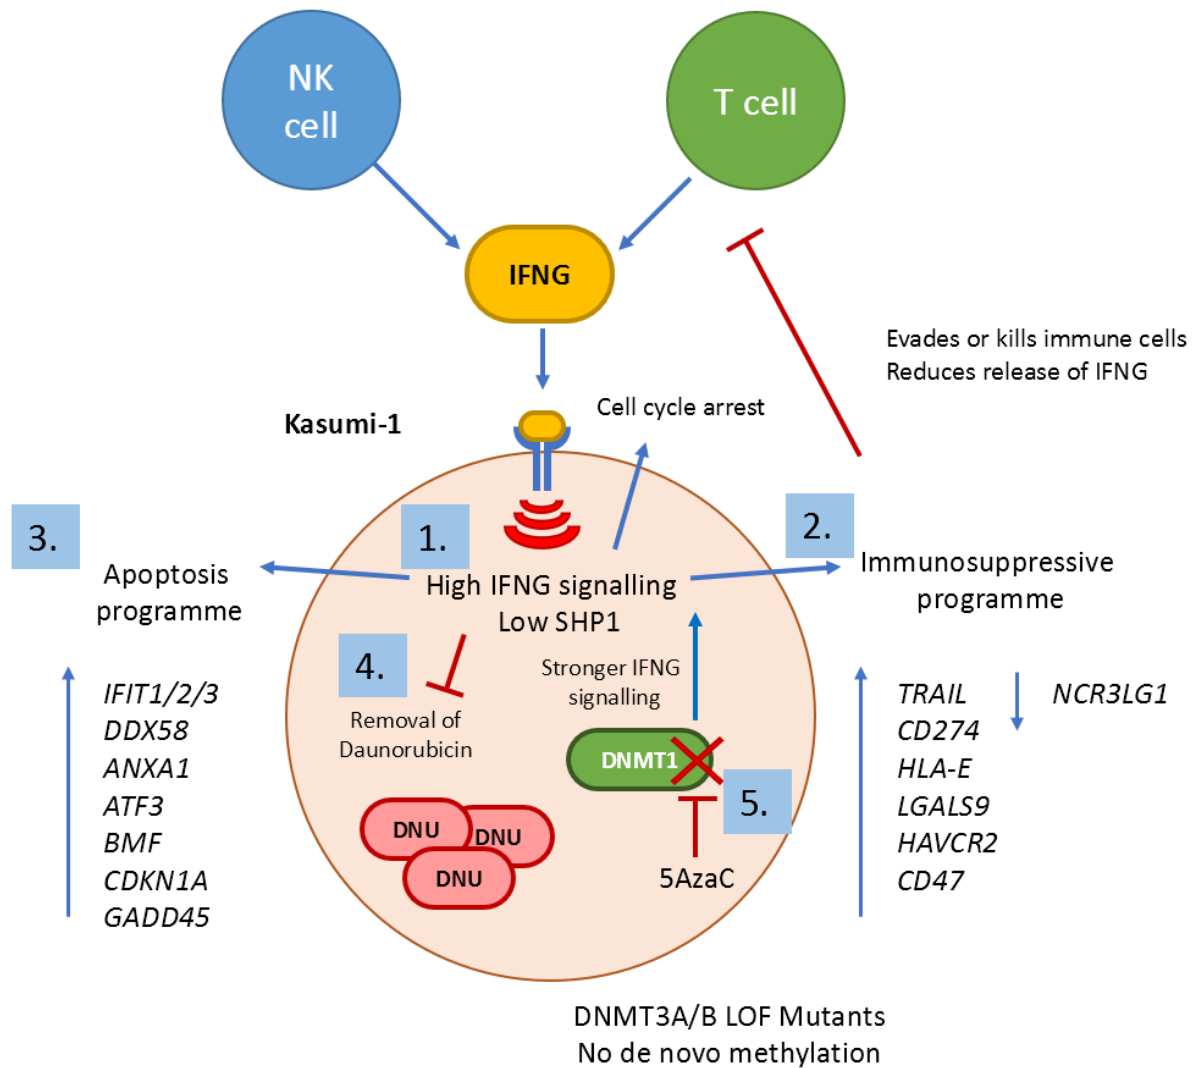 NK
cell
T cell
IFNG
Evades or kills immune cells
Reduces release of IFNG
Cell cycle arrest
Kasumi-1
3.
1.
2.
Apoptosis
programme
High IFNG signalling
Low SHP1
Immunosuppressive
programme
4.
Removal of
Daunorubicin
Stronger IFNG
signalling
IFIT1/2/3
DDX58
ANXA1
ATF3
BMF
CDKN1A
GADD45
DNMT1
5.
DNU
DNU
DNU
5AzaC
TRAIL
CD274
HLA-E
LGALS9
HAVCR2
CD47
NCR3LG1
DNMT3A/B LOF Mutants
No de novo methylation